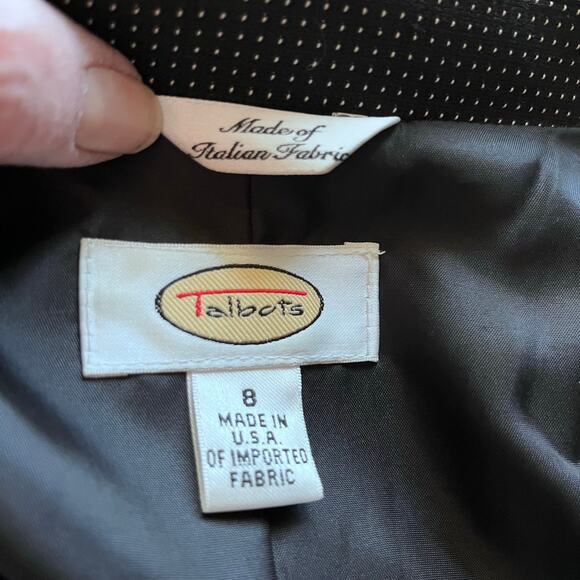 Made of
Italian Fabric
Talbots
8
MADE IN
U.S.A.
OF IMPORTED
FABRIC